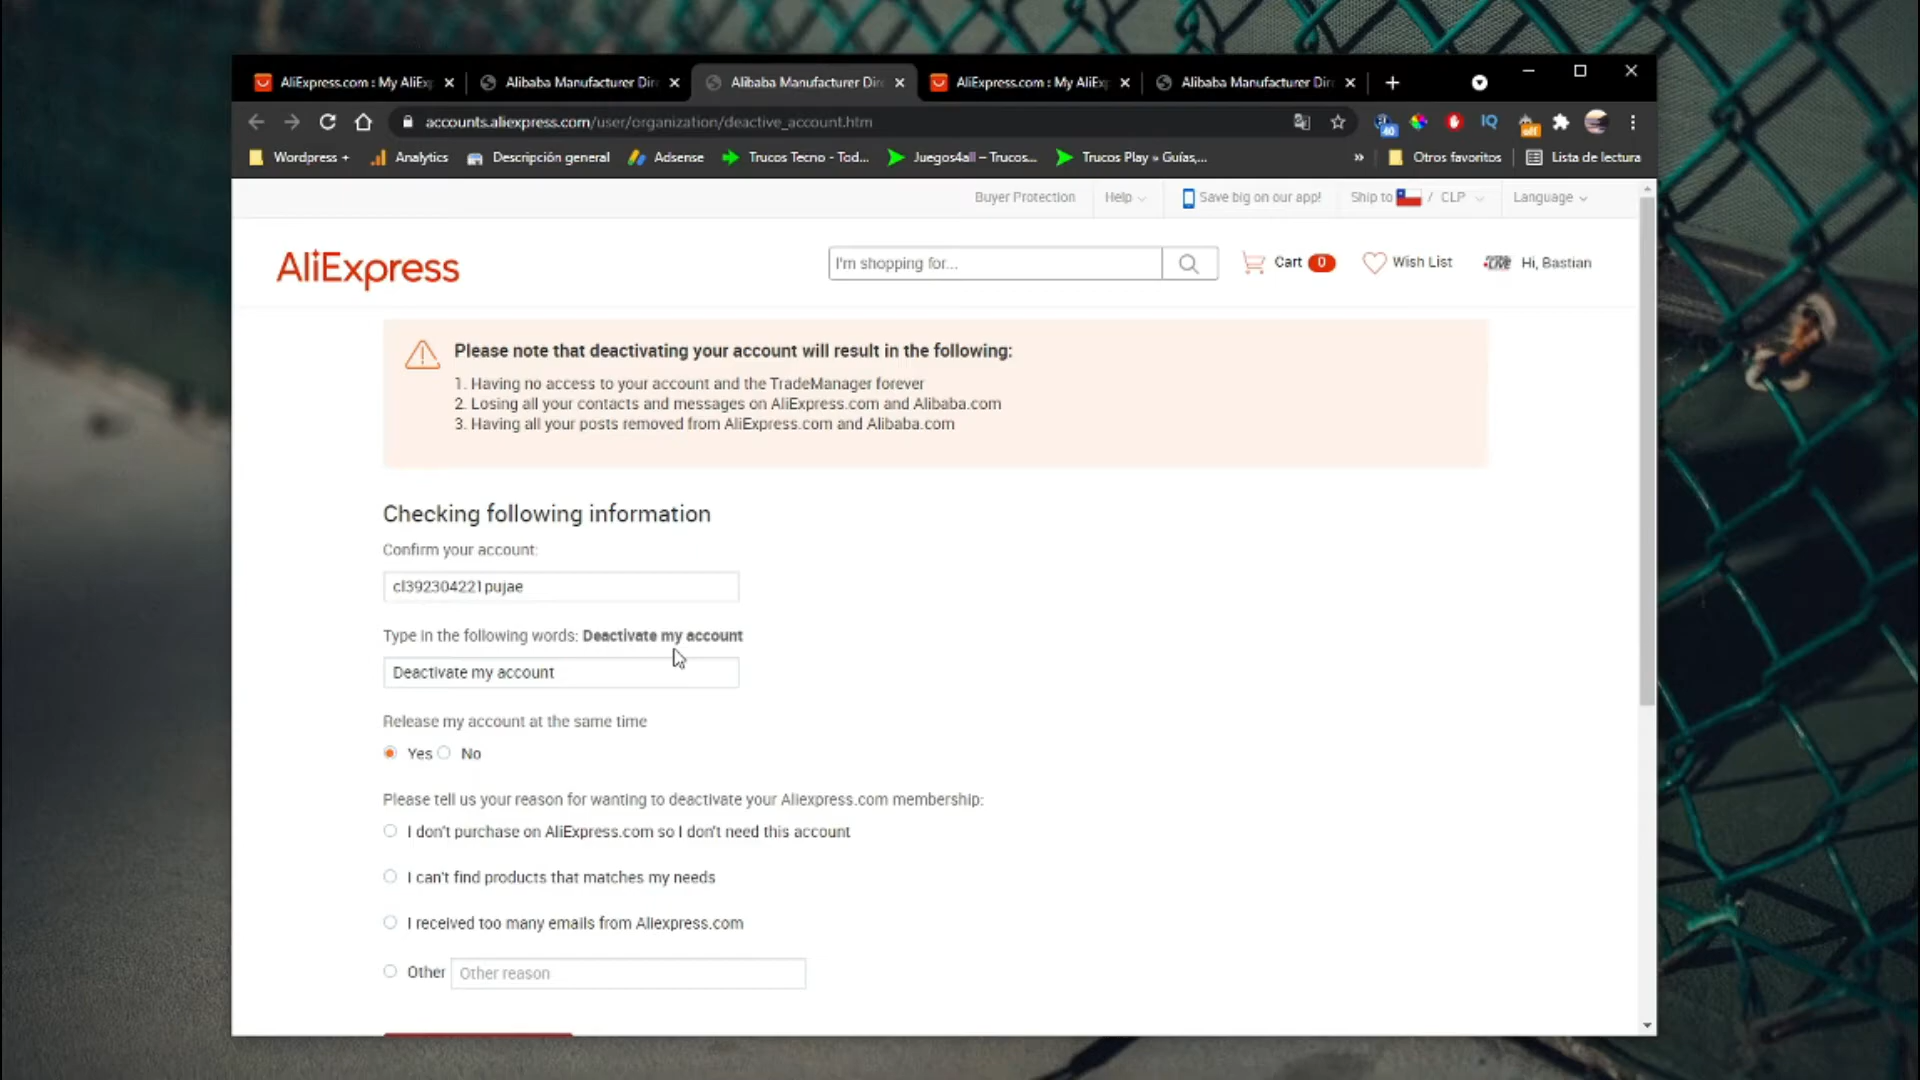 AliExpress.com : My AliEx
Alibaba Manufacturer Dire
Alibaba Manufacturer Dire
AliExpress.com : My AliEx
Alibaba Manufacturer Dire
accounts.aliexpress.com/user/organization/deactive_account.htm
40
IQ
off
Wordpress +
Analytics
Descripción general
Adsense
Trucos Tecno - Tod...
Juegos4all – Trucos...
Trucos Play » Guías,...
»
Otros favoritos
Lista de lectura
Buyer Protection
Help
Save big on our app!
Ship to / CLP
Language
AliExpress
I'm shopping for...
Cart 0
Wish List
Hi, Bastian
Please note that deactivating your account will result in the following:
1. Having no access to your account and the TradeManager forever
2. Losing all your contacts and messages on AliExpress.com and Alibaba.com
3. Having all your posts removed from AliExpress.com and Alibaba.com
Checking following information
Confirm your account:
cl392304221pujae
Type in the following words: Deactivate my account
Deactivate my account
Release my account at the same time
Yes No
Please tell us your reason for wanting to deactivate your Aliexpress.com membership:
I don't purchase on AliExpress.com so I don't need this account
I can't find products that matches my needs
I received too many emails from Aliexpress.com
Other Other reason